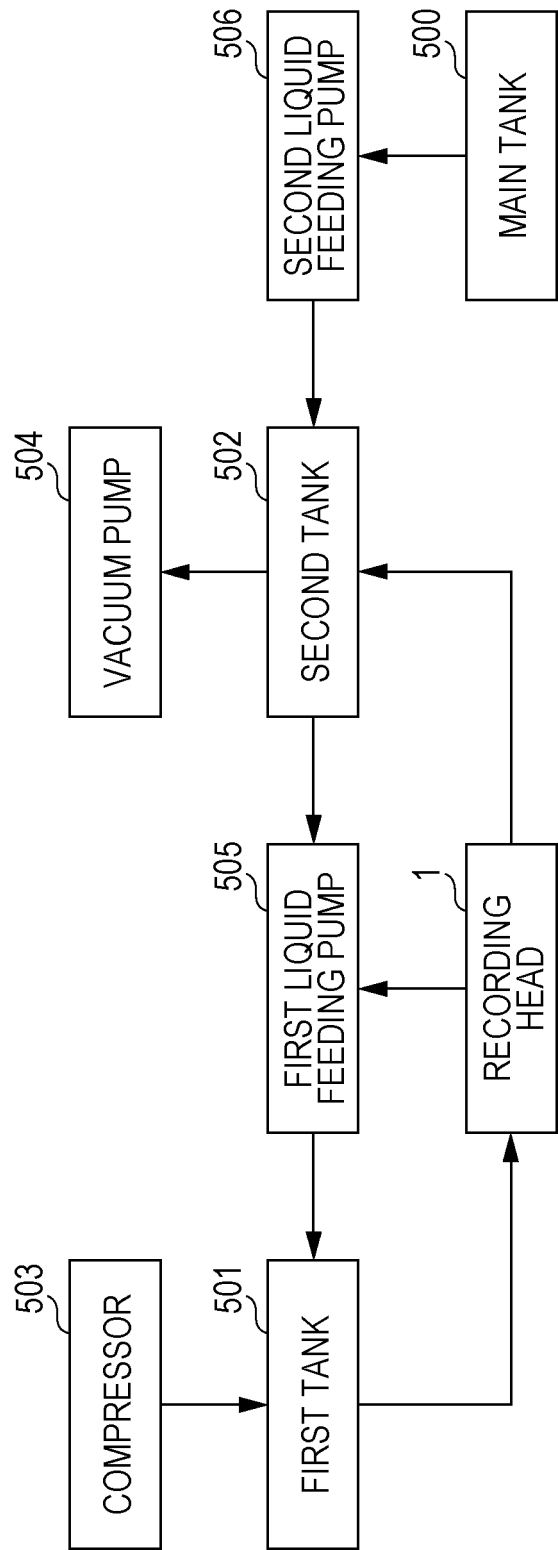 503
COMPRESSOR
504
VACUUM PUMP
501
FIRST TANK
505
FIRST LIQUID
FEEDING PUMP
502
SECOND TANK
506
SECOND LIQUID
FEEDING PUMP
1
RECORDING
HEAD
500
MAIN TANK